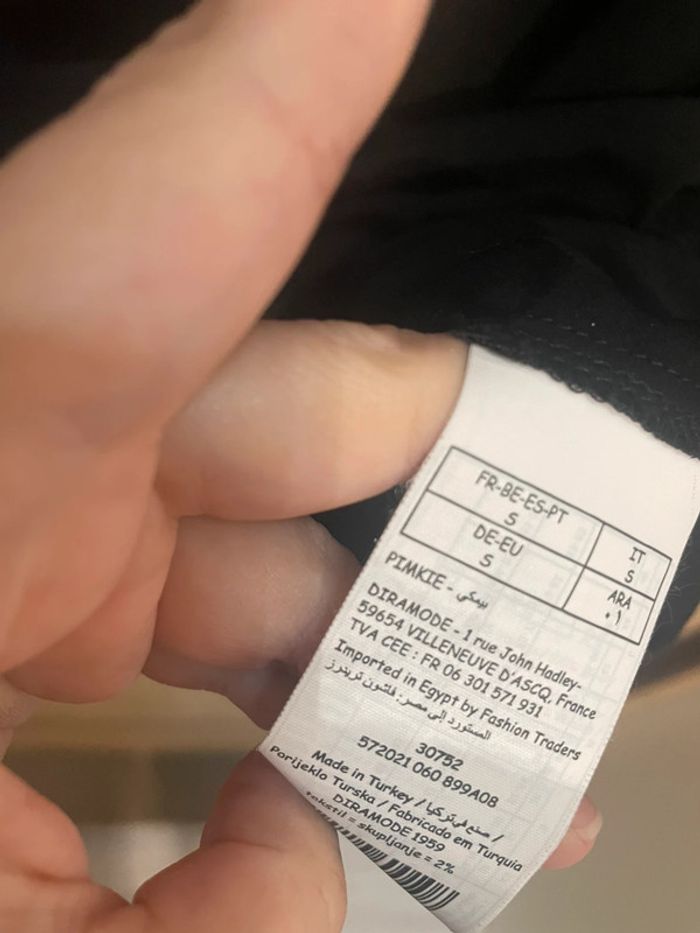 FR-BE-ES-PT
S
IT
S
DE-EU
S
ARA
٠١
PIMKIE - بيمكي
DIRAMODE - 1 rue John Hadley-
59654 VILLENEUVE D'ASCQ, France
TVA CEE : FR 06 301 571 931
Imported in Egypt by Fashion Traders
المستورد إلى مصر: فاشون تريدرز
30752
572021 060 899A08
Made in Turkey / صنع في تركيا /
Porijeklo Turska / Fabricado em Turquia
DIRAMODE 1959
tekstil = skupljanje = 2%